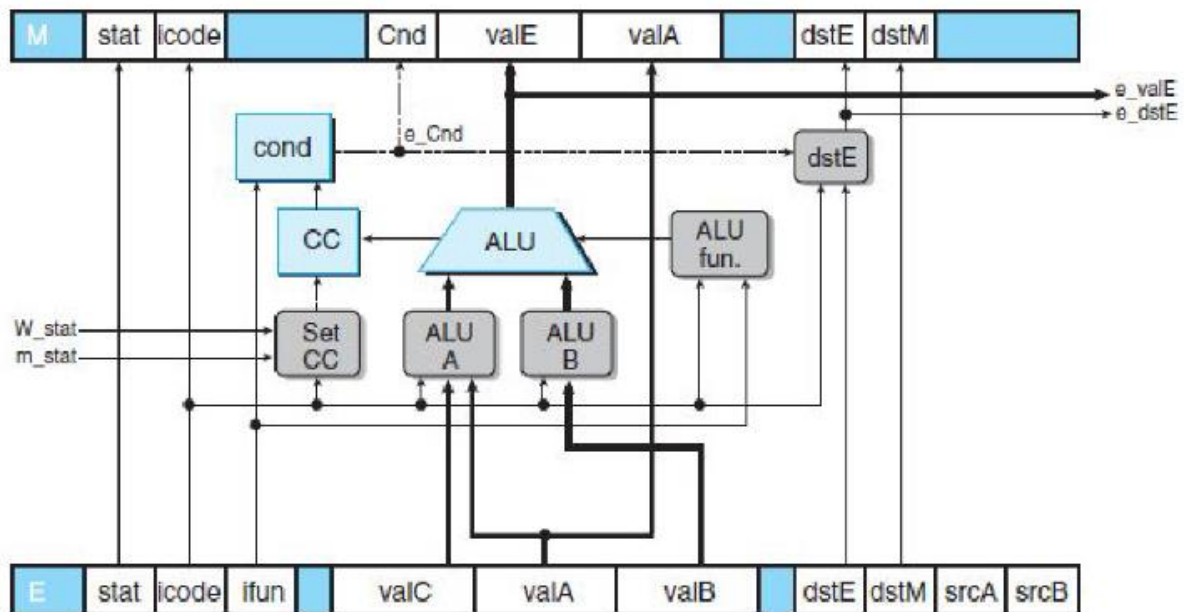 M stat icode Cnd valE valA dstE dstM
e_valE
e_dstE
e_Cnd
cond
dstE
CC
ALU
ALU
fun.
W_stat
m_stat
Set
CC
ALU
A
ALU
B
E stat icode ifun valC valA valB dstE dstM srcA srcB